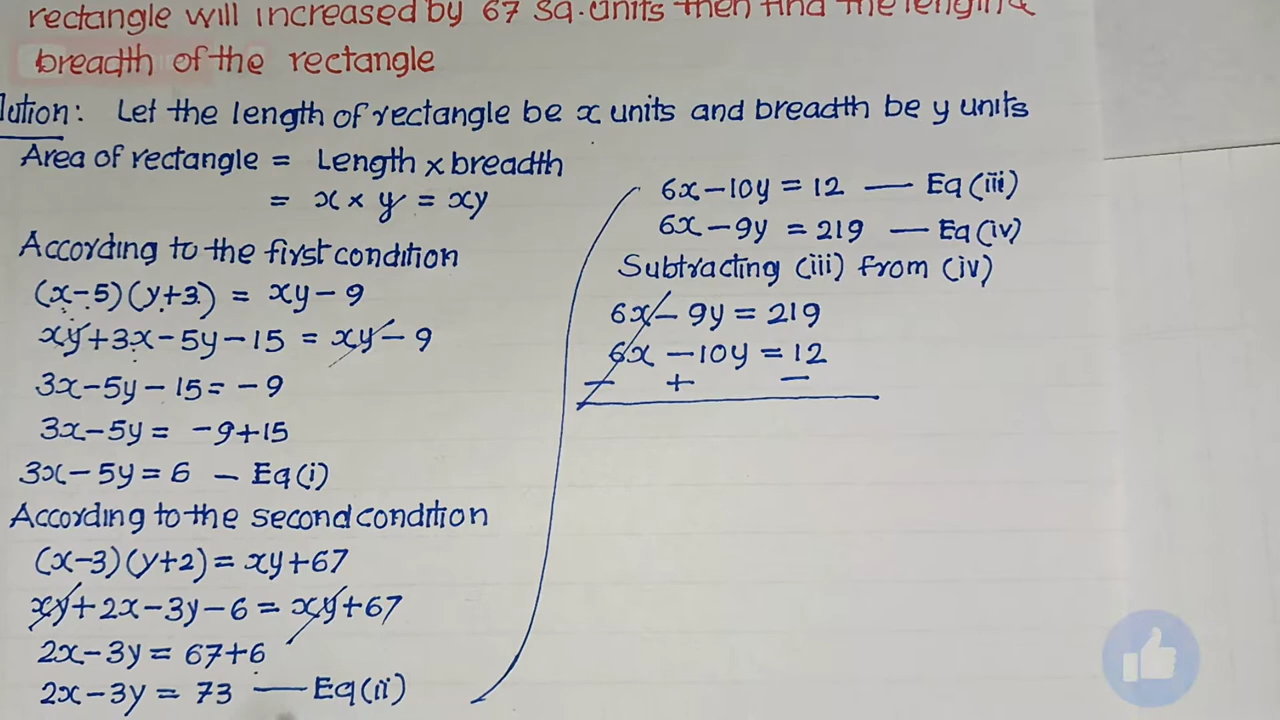 rectangle will increased by 67 Sq.units then find the length &
breadth of the rectangle
lution: Let the length of rectangle be x units and breadth be y units
Area of rectangle = Length × breadth
= x × y = xy
According to the first condition
(x-5)(y+3) = xy-9
xy+3x-5y-15 = xy-9
3x-5y-15 = -9
3x-5y = -9+15
3x-5y = 6 - Eq(i)
According to the second condition
(x-3)(y+2) = xy+67
xy+2x-3y-6 = xy+67
2x-3y = 67+6
2x-3y = 73 — Eq(ii)
6x-10y = 12 — Eq(iii)
6x-9y = 219 — Eq(iv)
Subtracting (iii) from (iv)
6x-9y = 219
6x-10y = 12
- + -